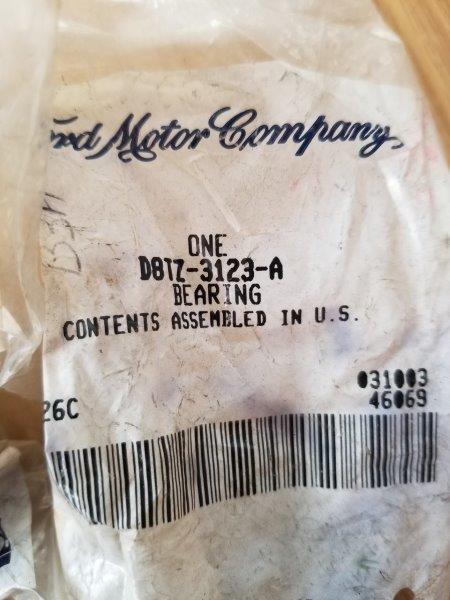 ord Motor Company,
ONE
D8TZ-3123-A
BEARING
CONTENTS ASSEMBLED IN U.S.
26C
031003
46069